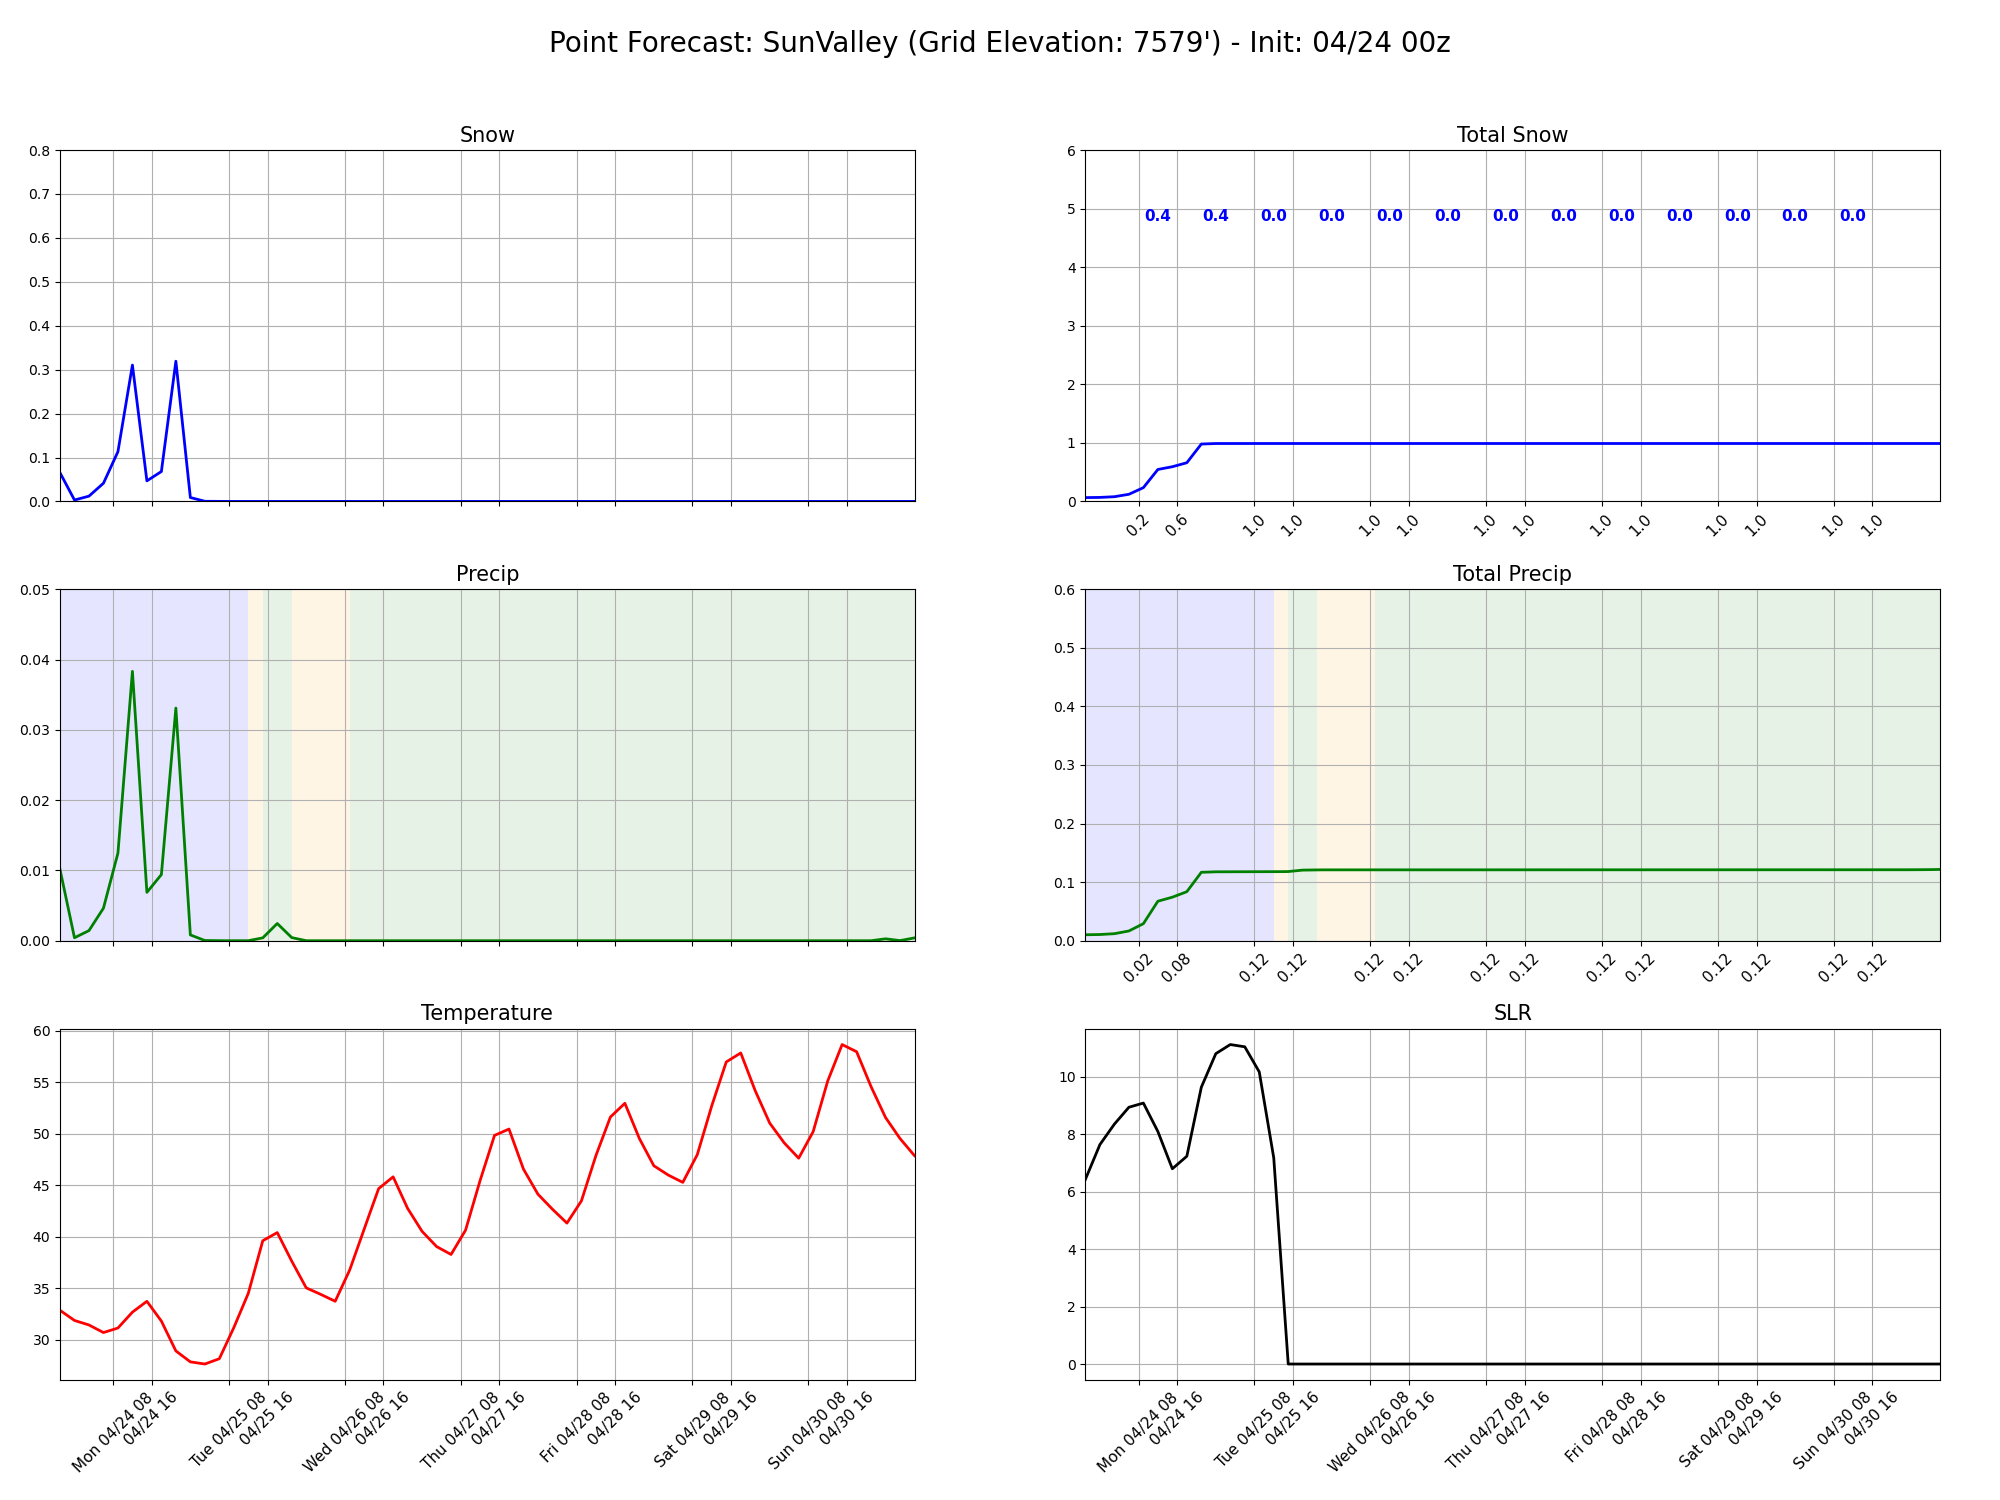 Point Forecast: SunValley (Grid Elevation: 7579') - Init: 04/24 00z
Snow
0.8
0.7
0.6
0.5
0.4
0.3
0.2
0.1
0.0
Total Snow
6
5
4
3
2
1
0
0.4 0.4 0.0 0.0 0.0 0.0 0.0 0.0 0.0 0.0 0.0 0.0 0.0
0.2 0.6 1.0 1.0 1.0 1.0 1.0 1.0 1.0 1.0 1.0 1.0 1.0 1.0
Precip
0.05
0.04
0.03
0.02
0.01
0.00
Total Precip
0.6
0.5
0.4
0.3
0.2
0.1
0.0
0.02 0.08 0.12 0.12 0.12 0.12 0.12 0.12 0.12 0.12 0.12 0.12 0.12 0.12
Temperature
60
55
50
45
40
35
30
Mon 04/24 08
04/24 16
Tue 04/25 08
04/25 16
Wed 04/26 08
04/26 16
Thu 04/27 08
04/27 16
Fri 04/28 08
04/28 16
Sat 04/29 08
04/29 16
Sun 04/30 08
04/30 16
SLR
10
8
6
4
2
0
Mon 04/24 08
04/24 16
Tue 04/25 08
04/25 16
Wed 04/26 08
04/26 16
Thu 04/27 08
04/27 16
Fri 04/28 08
04/28 16
Sat 04/29 08
04/29 16
Sun 04/30 08
04/30 16